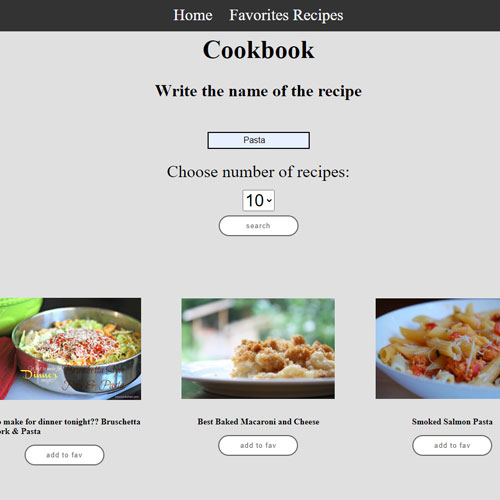 Home Favorites Recipes
Cookbook
Write the name of the recipe
Pasta
Choose number of recipes:
10
search
Dinner
make for dinner tonight?? Bruschetta
& Pasta
Best Baked Macaroni and Cheese
Smoked Salmon Pasta
add to fav
add to fav
add to fav